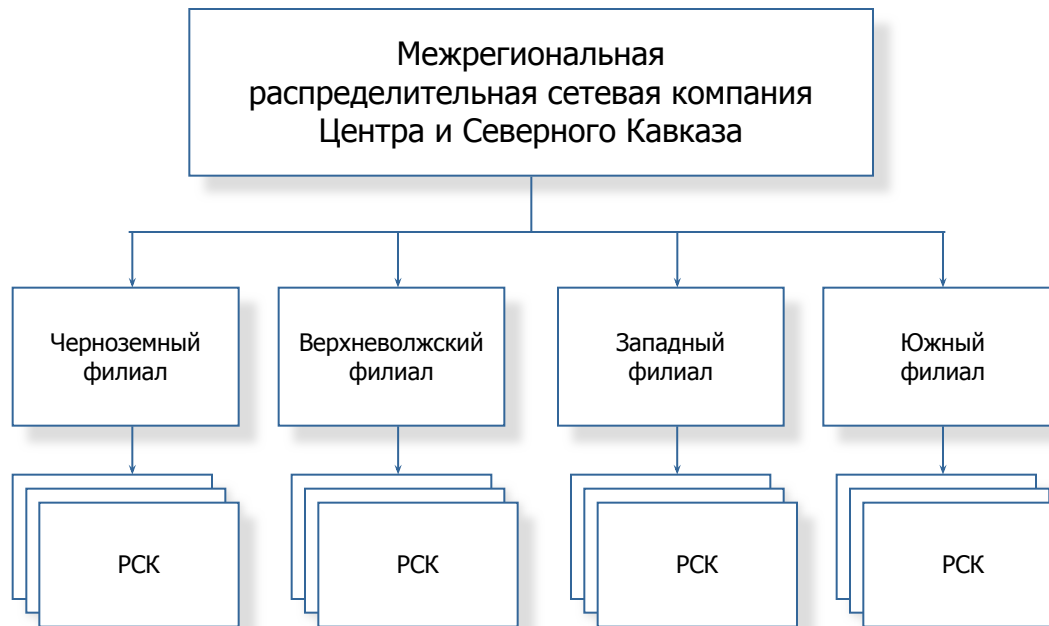 Межрегиональная
распределительная сетевая компания
Центра и Северного Кавказа
Черноземный
филиал
Верхневолжский
филиал
Западный
филиал
Южный
филиал
РСК
РСК
РСК
РСК